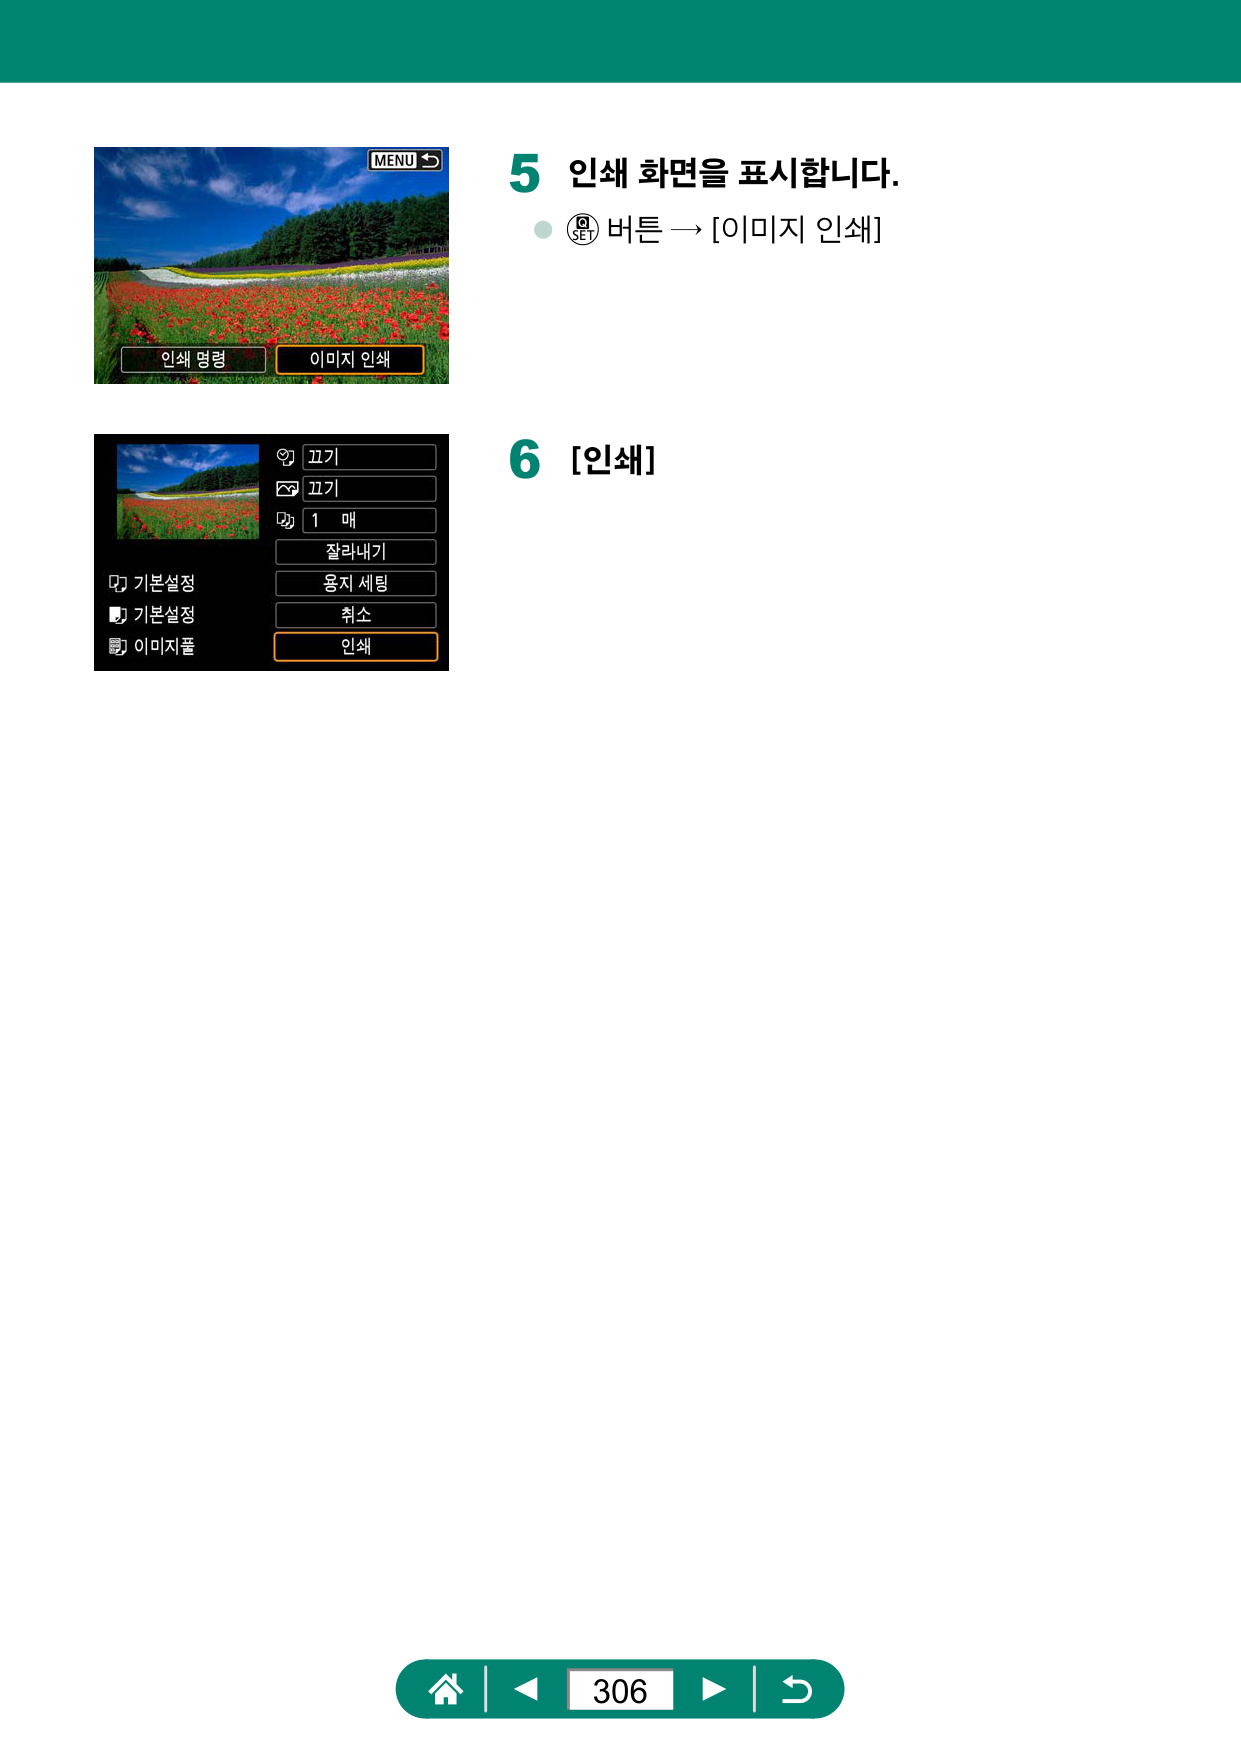 MENU
인쇄 명령
이미지 인쇄
5 인쇄 화면을 표시합니다.
Q SET 버튼 → [이미지 인쇄]
끄기
끄기
1 매
잘라내기
기본설정 용지 세팅
기본설정 취소
이미지풀 인쇄
6 [인쇄]
306